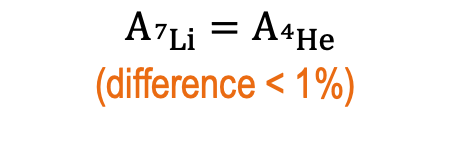 A⁷Li = A⁴He
(difference < 1%)